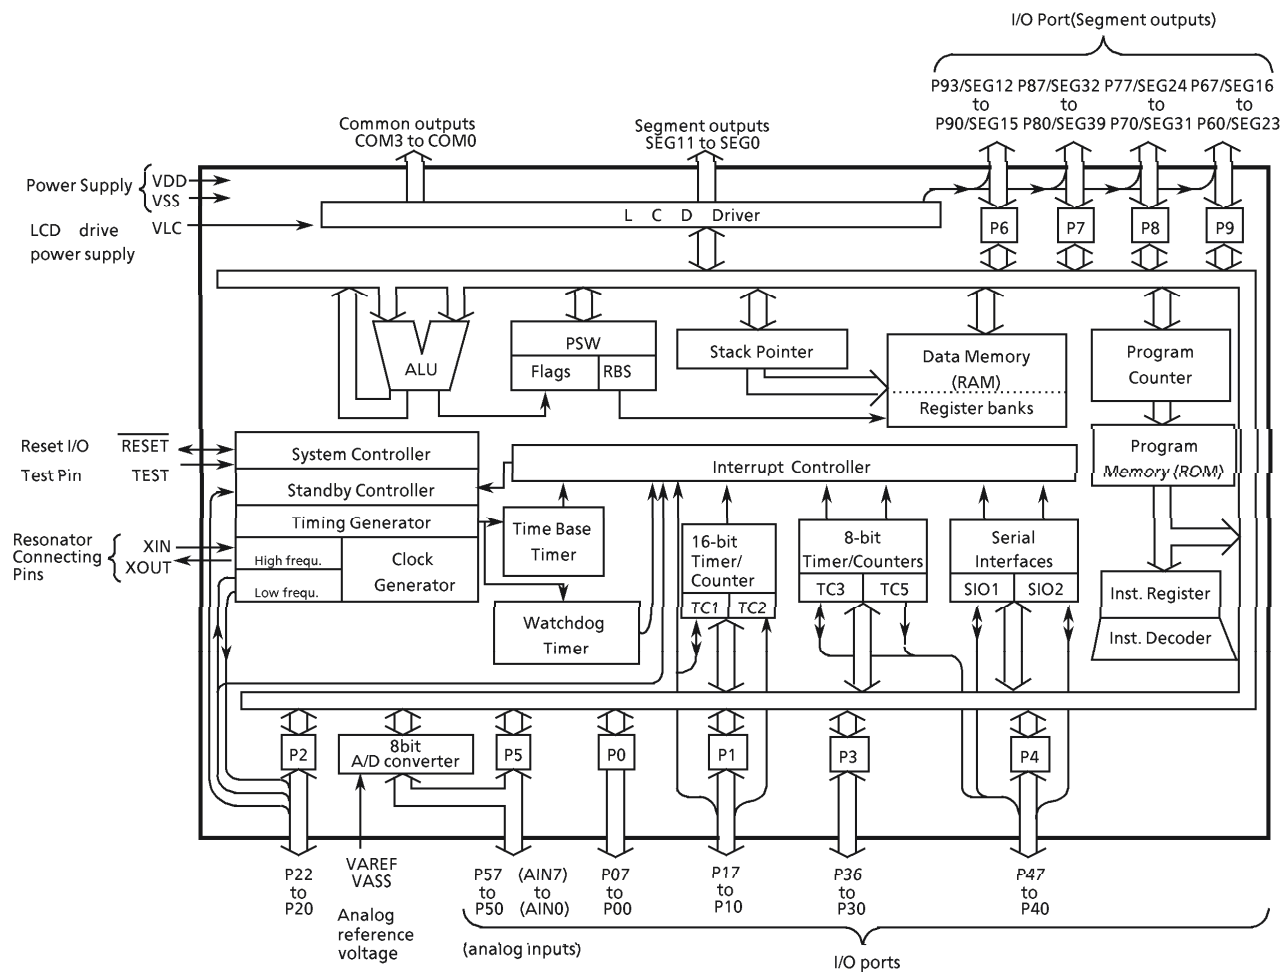 I/O Port(Segment outputs)
P93/SEG12 P87/SEG32 P77/SEG24 P67/SEG16
to to to to
P90/SEG15 P80/SEG39 P70/SEG31 P60/SEG23
Common outputs
COM3 to COM0
Segment outputs
SEG11 to SEG0
Power Supply
VDD
VSS
LCD drive
power supply
VLC
L C D Driver
P6
P7
P8
P9
ALU
PSW
Flags
RBS
Stack Pointer
Data Memory
(RAM)
Register banks
Program
Counter
Program
Memory (ROM)
Reset I/O
RESET
Test Pin
TEST
System Controller
Standby Controller
Timing Generator
High frequ.
Low frequ.
Clock
Generator
Resonator
Connecting
Pins
XIN
XOUT
Interrupt Controller
Time Base
Timer
Watchdog
Timer
16-bit
Timer/
Counter
TC1
TC2
8-bit
Timer/Counters
TC3
TC5
Serial
Interfaces
SIO1
SIO2
Inst. Register
Inst. Decoder
P2
8bit
A/D converter
P5
P0
P1
P3
P4
P22
to
P20
VAREF
VASS
Analog
reference
voltage
P57 (AIN7)
to to
P50 (AIN0)
(analog inputs)
P07
to
P00
P17
to
P10
P36
to
P30
P47
to
P40
I/O ports